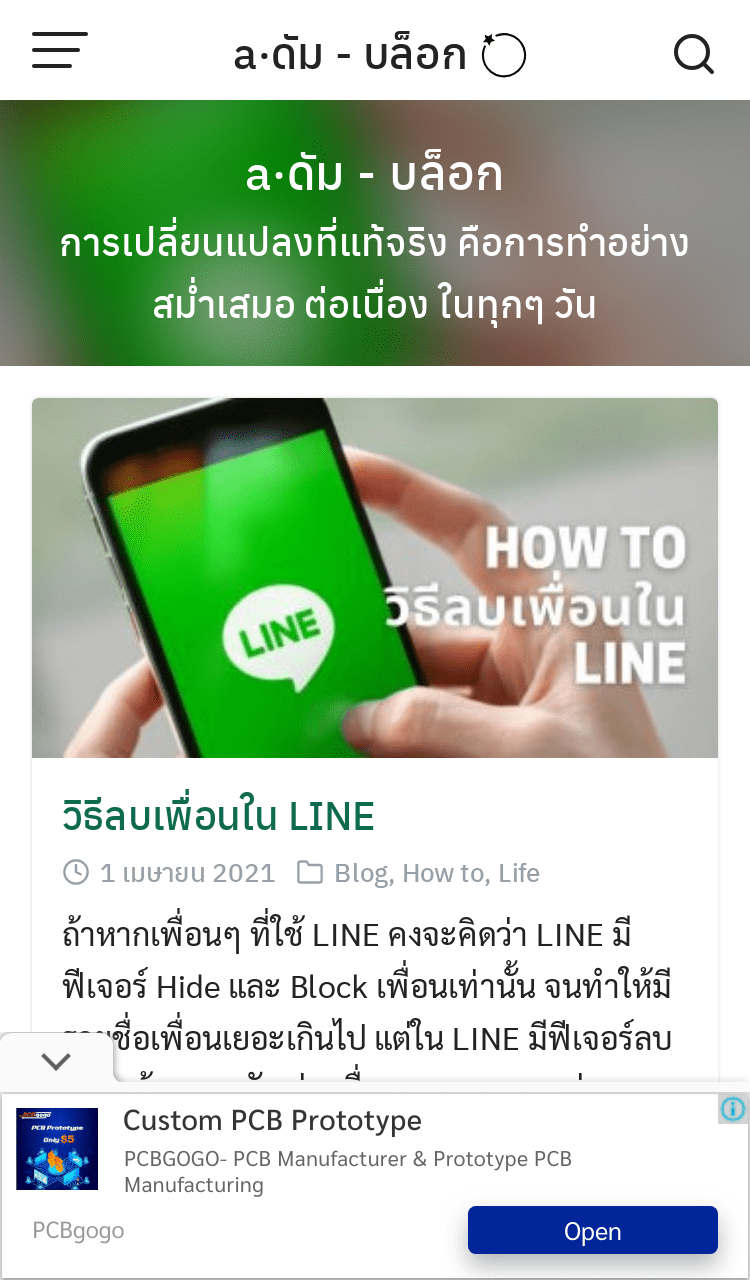 a·ดัม - บล็อก
a·ดัม - บล็อก
การเปลี่ยนแปลงที่แท้จริง คือการทำอย่าง
สม่ำเสมอ ต่อเนื่อง ในทุกๆ วัน
HOW TO
วิธีลบเพื่อนใน
LINE
LINE
วิธีลบเพื่อนใน LINE
1 เมษายน 2021 Blog, How to, Life
ถ้าหากเพื่อนๆ ที่ใช้ LINE คงจะคิดว่า LINE มี
ฟีเจอร์ Hide และ Block เพื่อนเท่านั้น จนทำให้มี
รายชื่อเพื่อนเยอะเกินไป แต่ใน LINE มีฟีเจอร์ลบ
Custom PCB Prototype
PCBGOGO- PCB Manufacturer & Prototype PCB
Manufacturing
PCB Prototype
Only $5
PCBgogo
Open